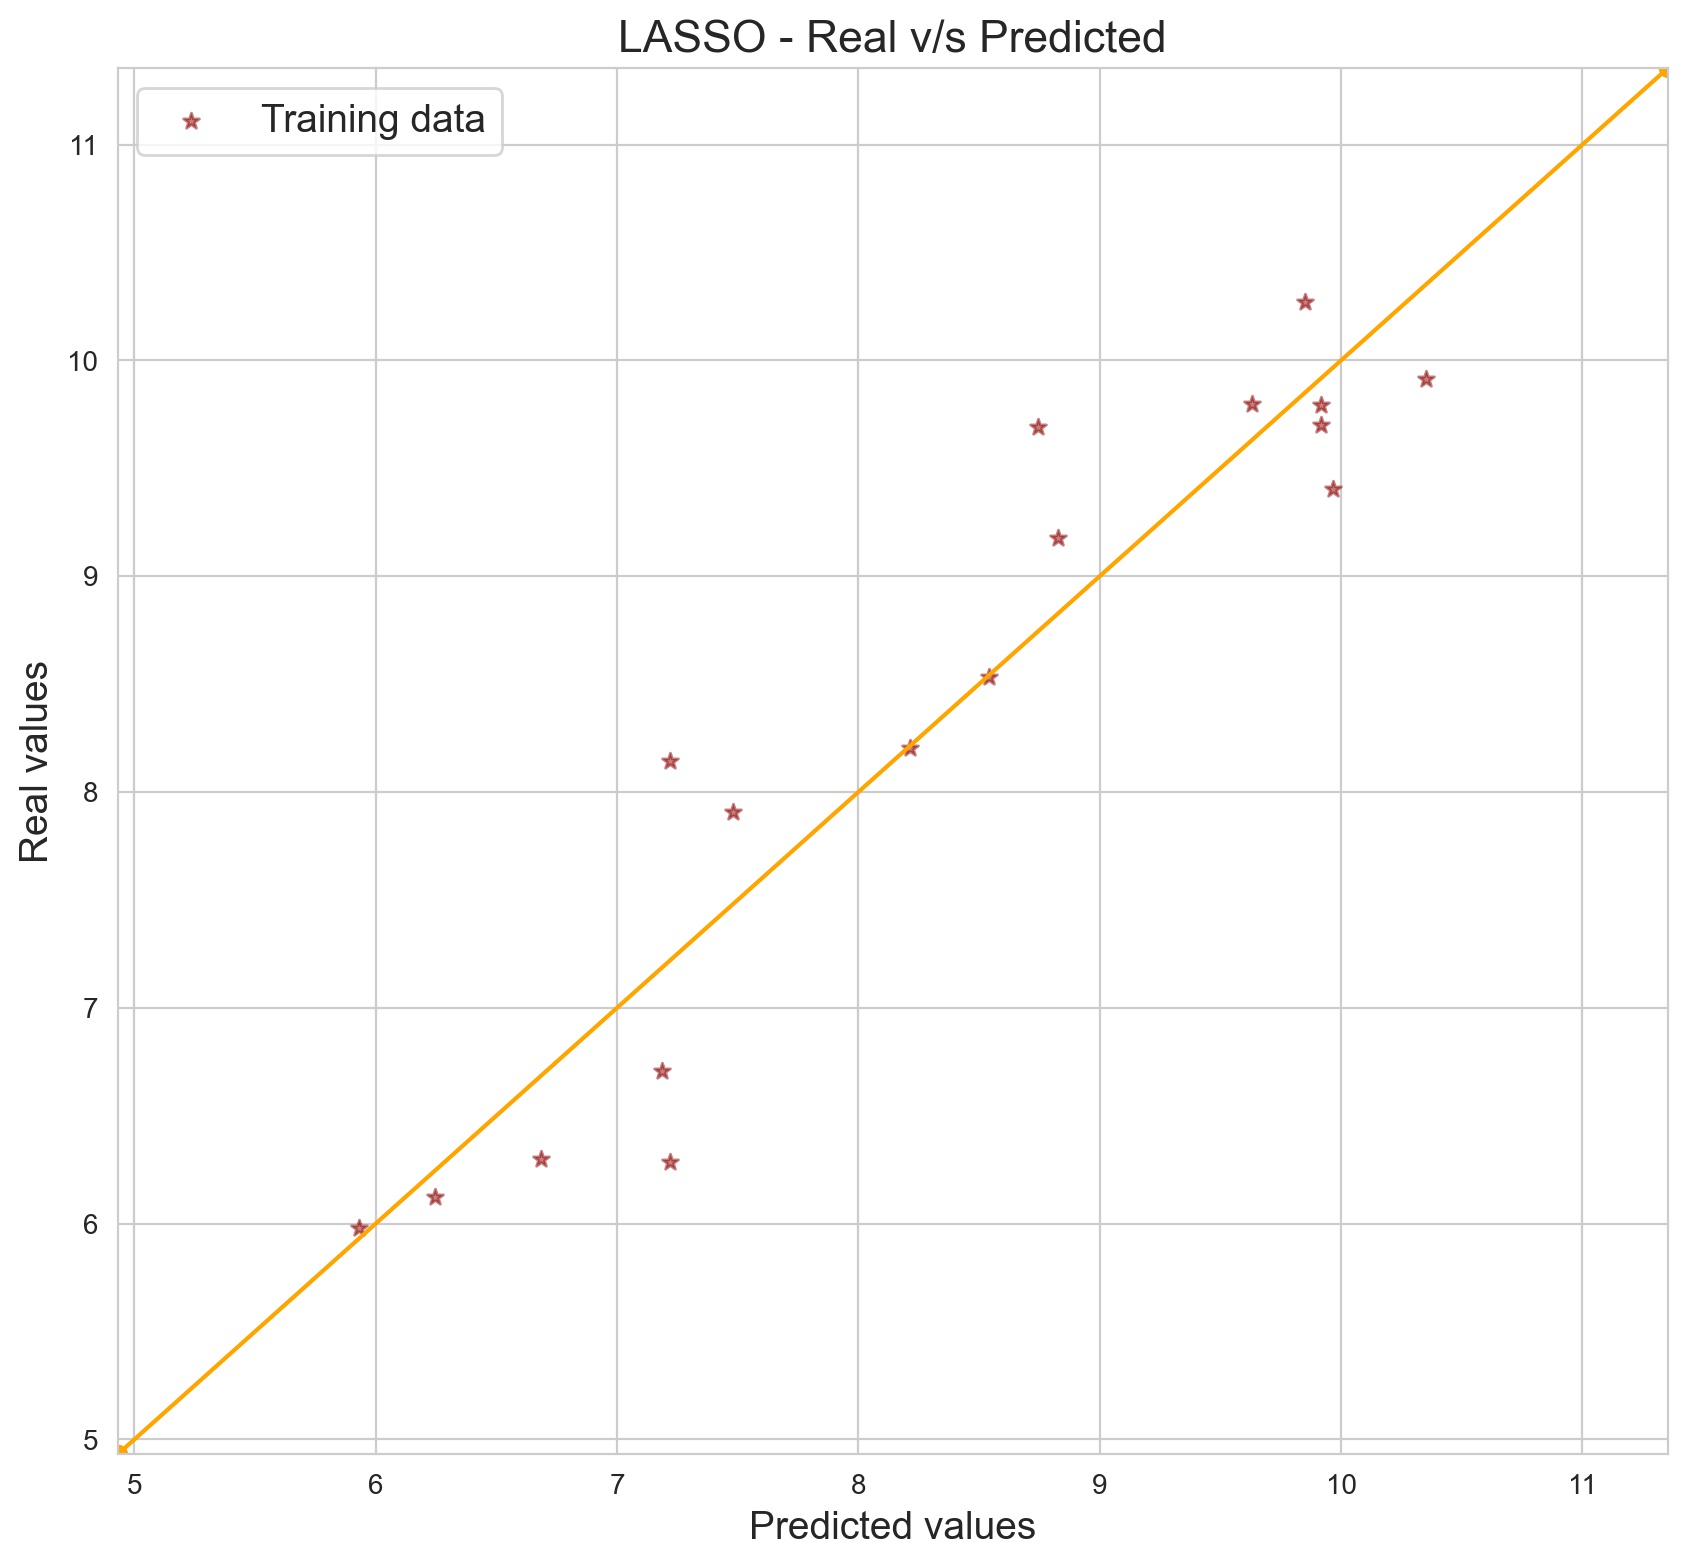 LASSO - Real v/s Predicted
Training data
11
10
9
8
7
6
5
Real values
5 6 7 8 9 10 11
Predicted values